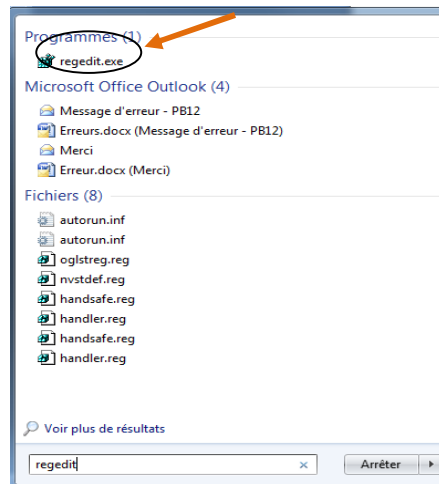 Programmes (1)
regedit.exe
Microsoft Office Outlook (4)
Message d'erreur - PB12
Erreurs.docx (Message d'erreur - PB12)
Merci
Erreur.docx (Merci)
Fichiers (8)
autorun.inf
autorun.inf
oglstreg.reg
nvstdef.reg
handsafe.reg
handler.reg
handsafe.reg
handler.reg
Voir plus de résultats
regedit
Arrêter